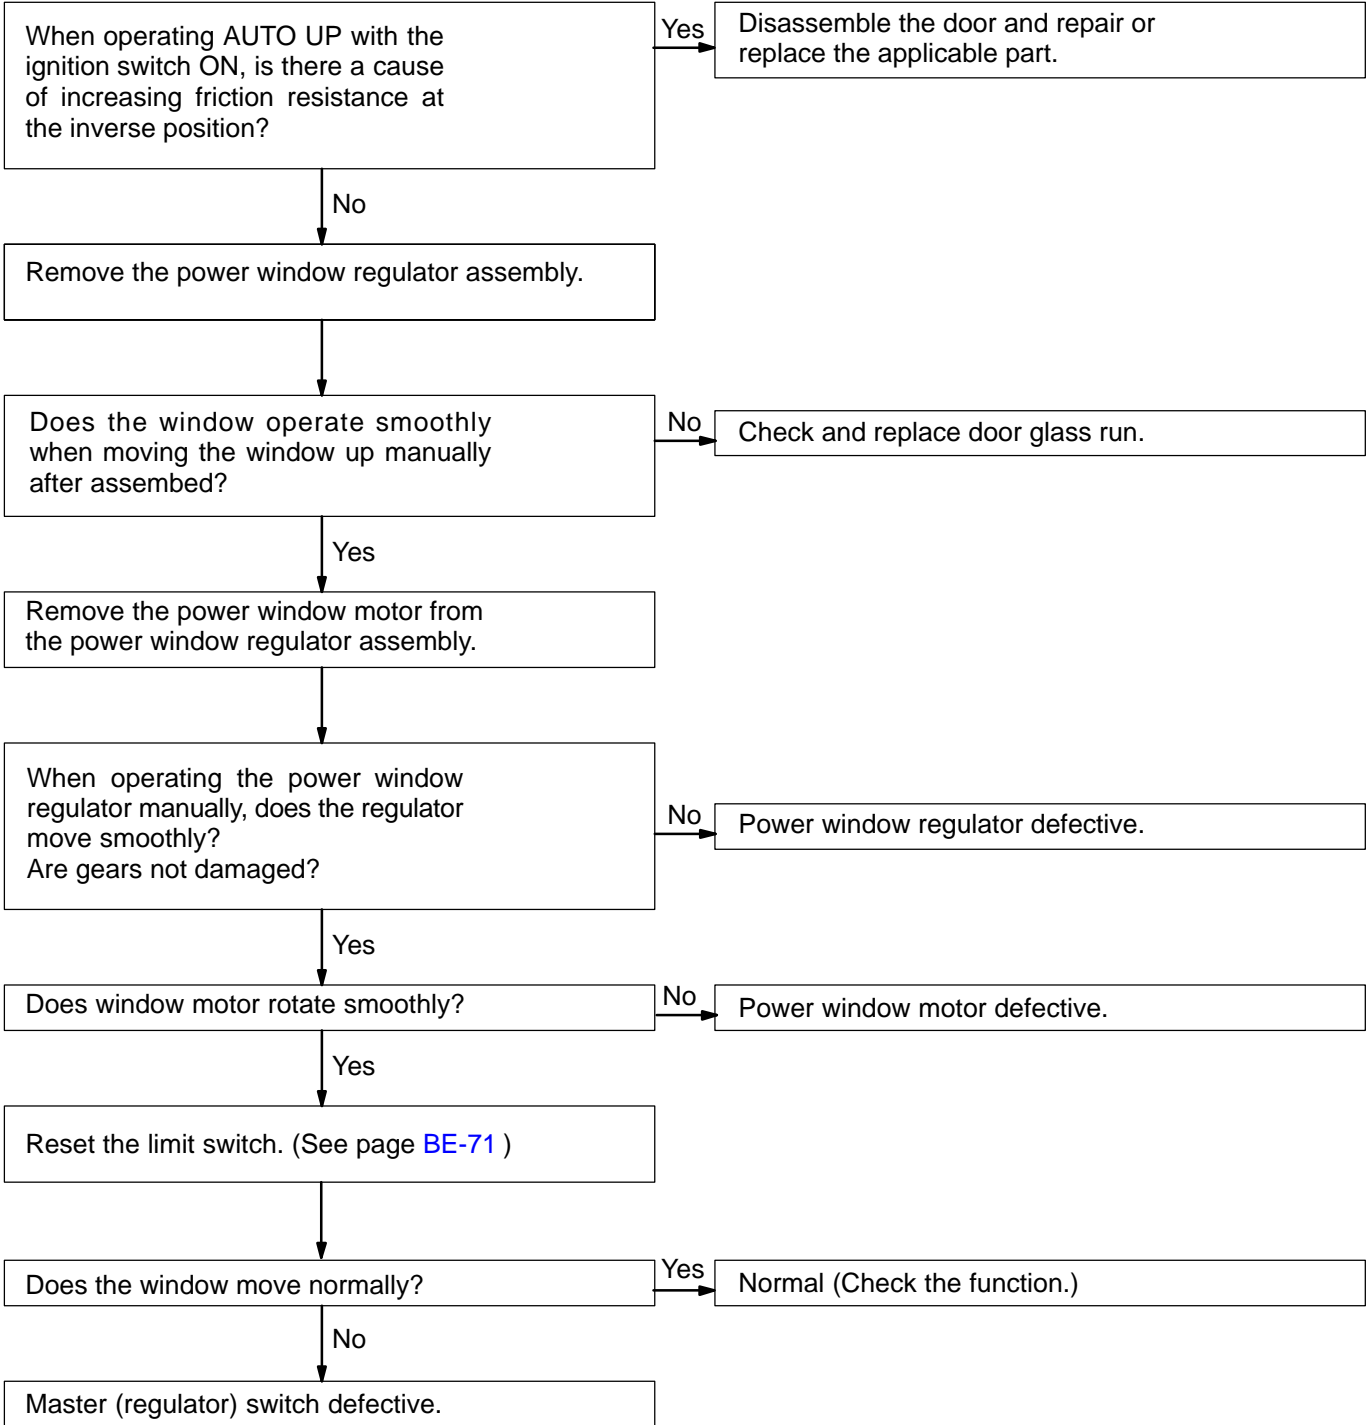 When operating AUTO UP with the
ignition switch ON, is there a cause
of increasing friction resistance at
the inverse position?
Yes
Disassemble the door and repair or
replace the applicable part.
No
Remove the power window regulator assembly.
Does the window operate smoothly
when moving the window up manually
after assembed?
No
Check and replace door glass run.
Yes
Remove the power window motor from
the power window regulator assembly.
When operating the power window
regulator manually, does the regulator
move smoothly?
Are gears not damaged?
No
Power window regulator defective.
Yes
Does window motor rotate smoothly?
No
Power window motor defective.
Yes
Reset the limit switch. (See page BE-71 )
Does the window move normally?
Yes
Normal (Check the function.)
No
Master (regulator) switch defective.